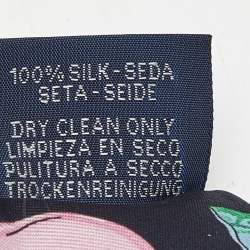 100% SILK-SEDA
SETA-SEIDE
DRY CLEAN ONLY
LIMPIEZA EN SECO
PULITURA A SECCO
TROCKENREINIGUNG